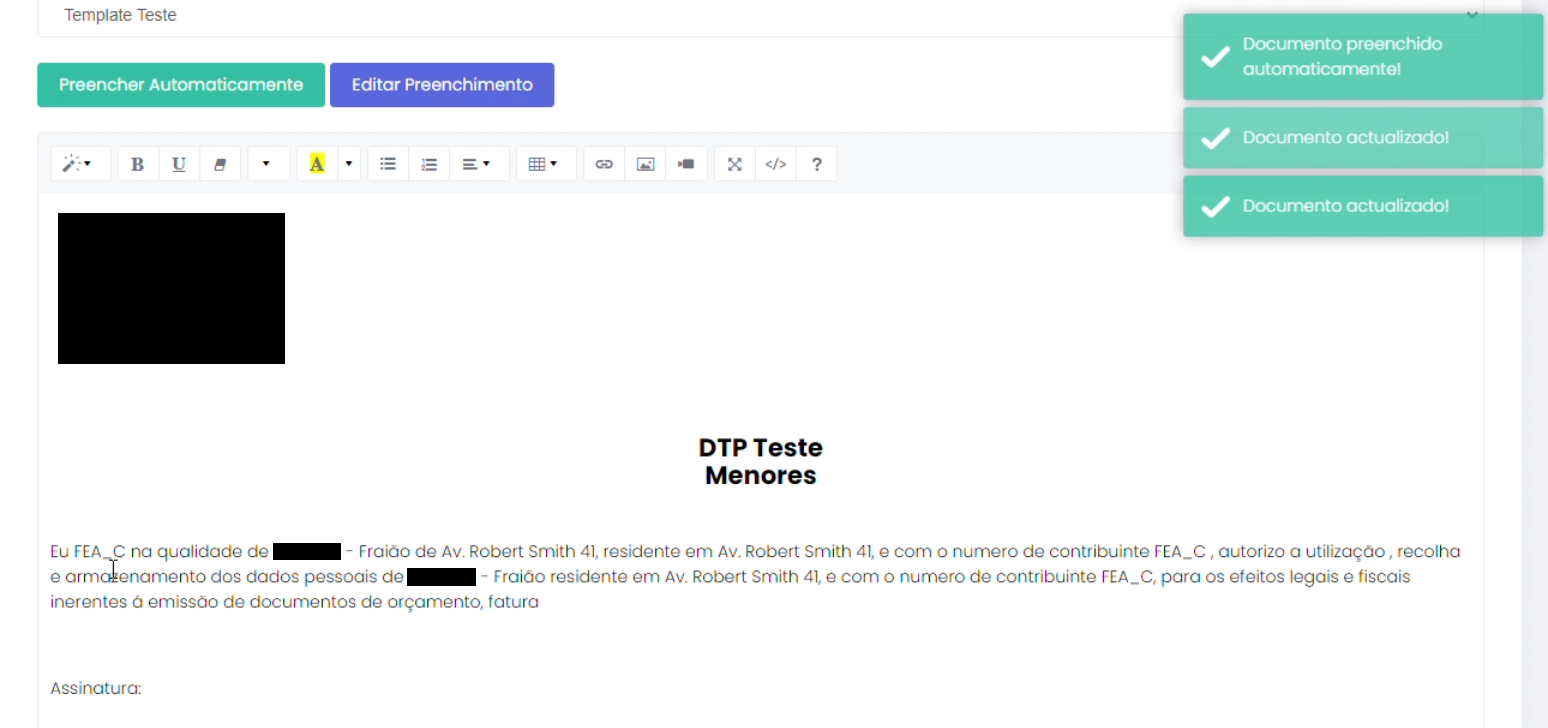 Template Teste
Documento preenchido
automaticamente!
Preencher Automaticamente Editar Preenchimento
Documento actualizado!
B U A </> ?
Documento actualizado!
DTP Teste
Menores
Eu FEA_C na qualidade de - Fraião de Av. Robert Smith 41, residente em Av. Robert Smith 41, e com o numero de contribuinte FEA_C , autorizo a utilização , recolha
e armazenamento dos dados pessoais de - Fraião residente em Av. Robert Smith 41, e com o numero de contribuinte FEA_C, para os efeitos legais e fiscais
inerentes á emissão de documentos de orçamento, fatura
Assinatura: